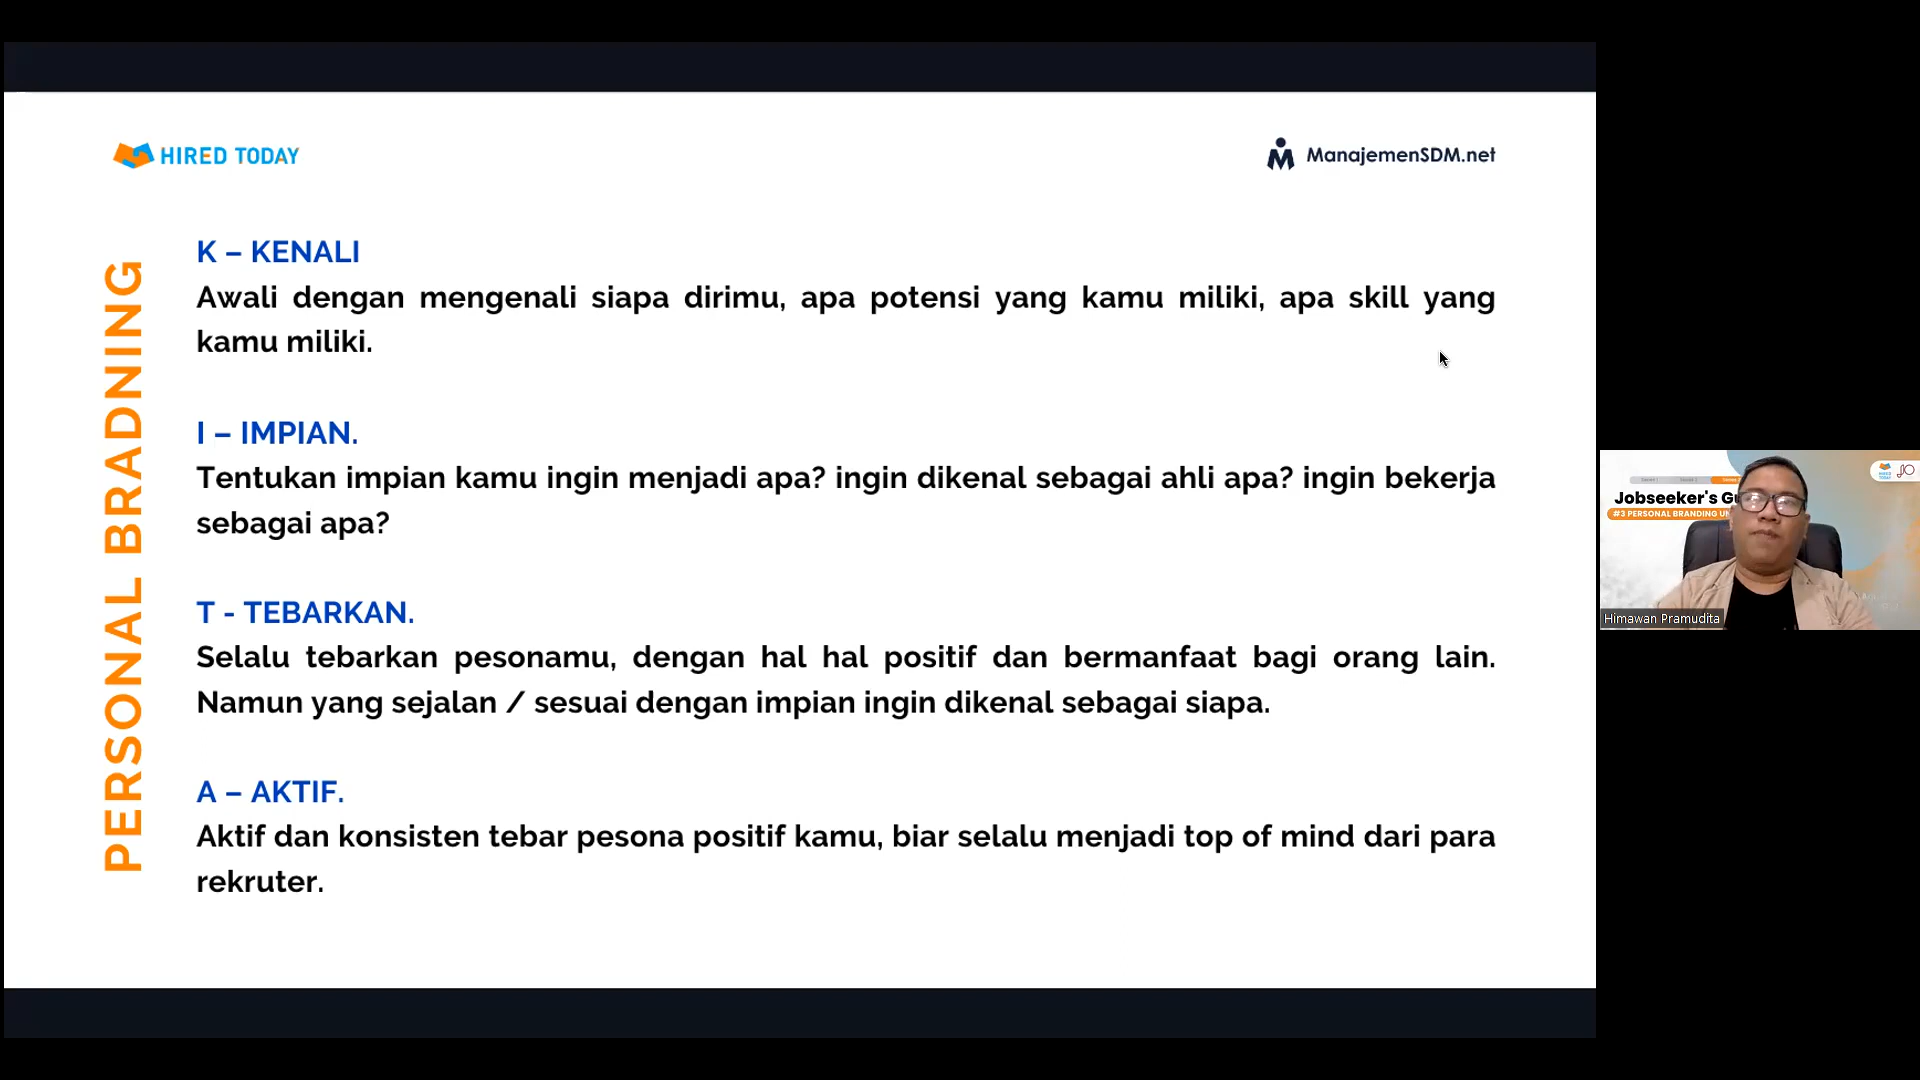 HIRED TODAY
ManajemenSDM.net
PERSONAL BRADNING
K – KENALI
Awali dengan mengenali siapa dirimu, apa potensi yang kamu miliki, apa skill yang
kamu miliki.
I – IMPIAN.
Tentukan impian kamu ingin menjadi apa? ingin dikenal sebagai ahli apa? ingin bekerja
sebagai apa?
T - TEBARKAN.
Selalu tebarkan pesonamu, dengan hal hal positif dan bermanfaat bagi orang lain.
Namun yang sejalan / sesuai dengan impian ingin dikenal sebagai siapa.
A – AKTIF.
Aktif dan konsisten tebar pesona positif kamu, biar selalu menjadi top of mind dari para
rekruter.
Jobseeker's
#3 PERSONAL BRANDING
Himawan Pramudita